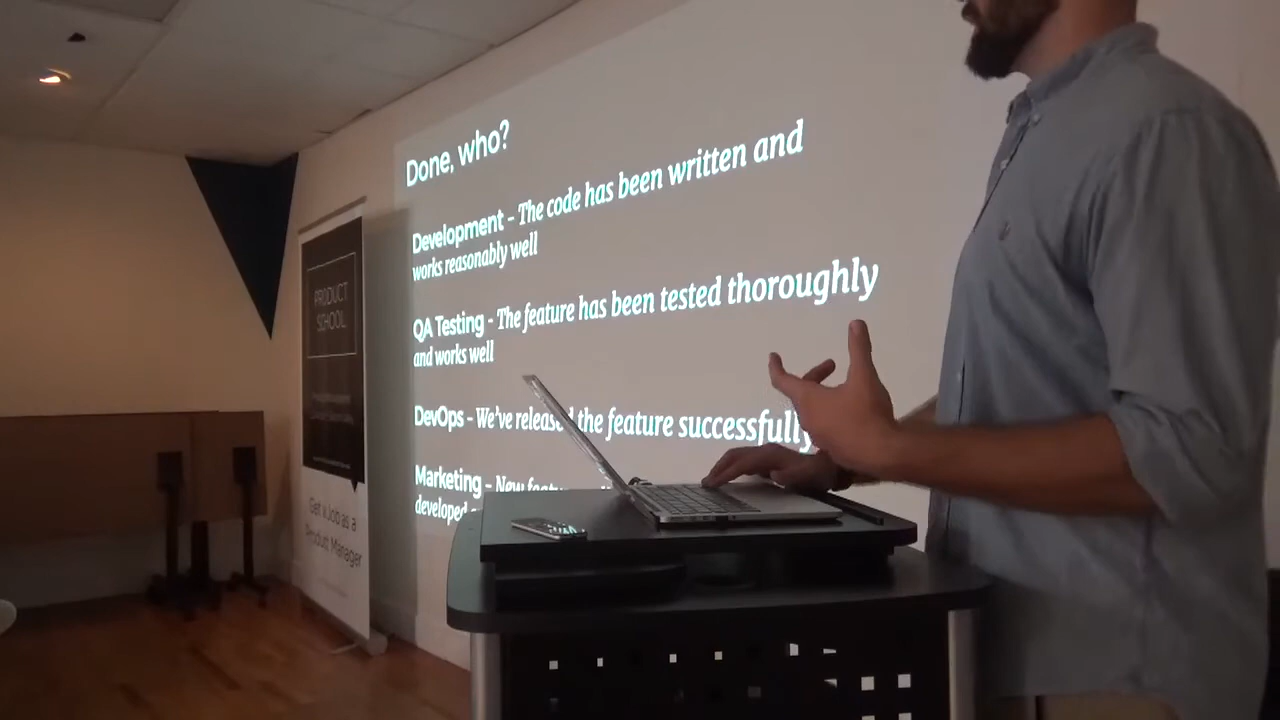 Done, who?
Development - The code has been written and
works reasonably well
QA Testing - The feature has been tested thoroughly
and works well
DevOps - We've released the feature successfully
Marketing - New
developed
PRODUCT
SCHOOL
Get a Job as a
Product Manager